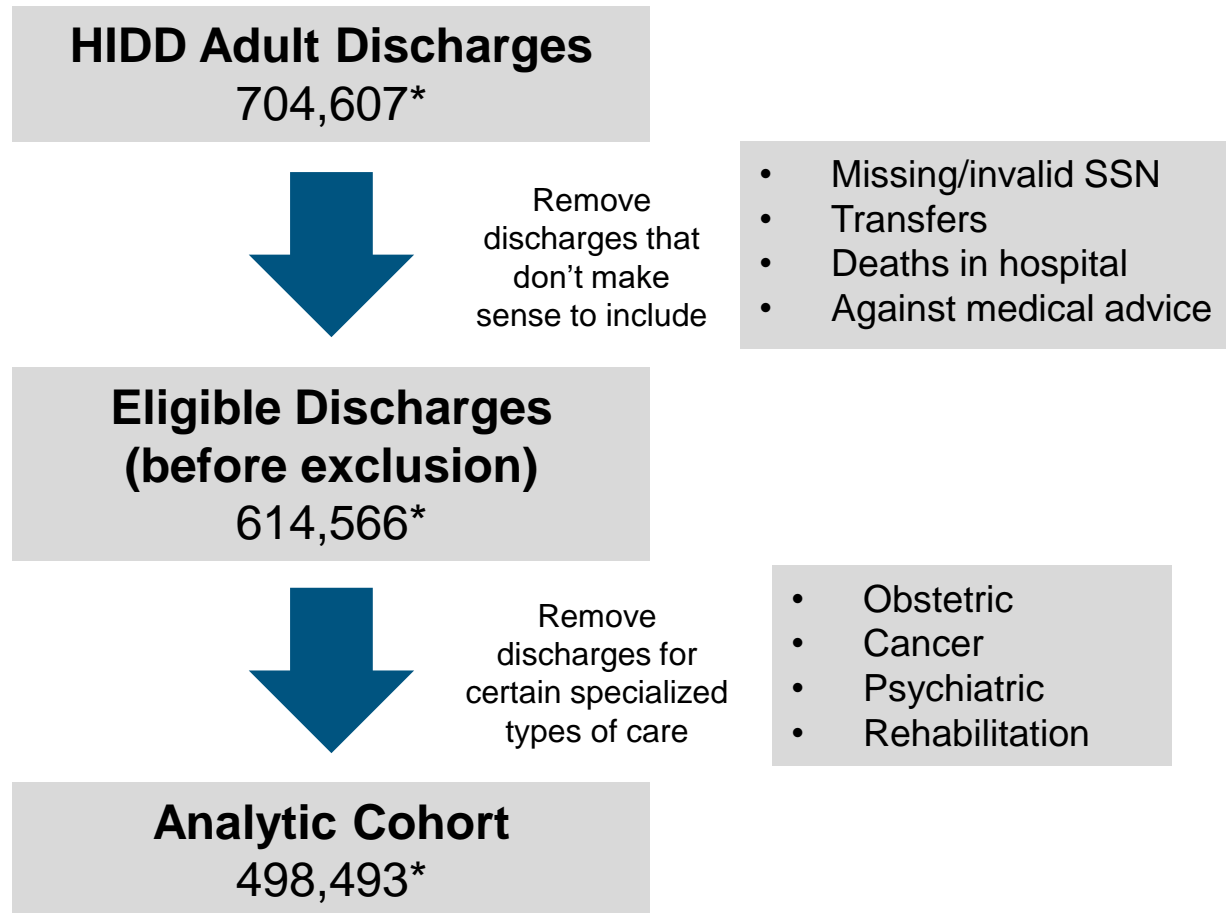 HIDD Adult Discharges
704,607*
Remove
discharges that
don’t make
sense to include
• Missing/invalid SSN
• Transfers
• Deaths in hospital
• Against medical advice
Eligible Discharges
(before exclusion)
614,566*
Remove
discharges for
certain specialized
types of care
• Obstetric
• Cancer
• Psychiatric
• Rehabilitation
Analytic Cohort
498,493*